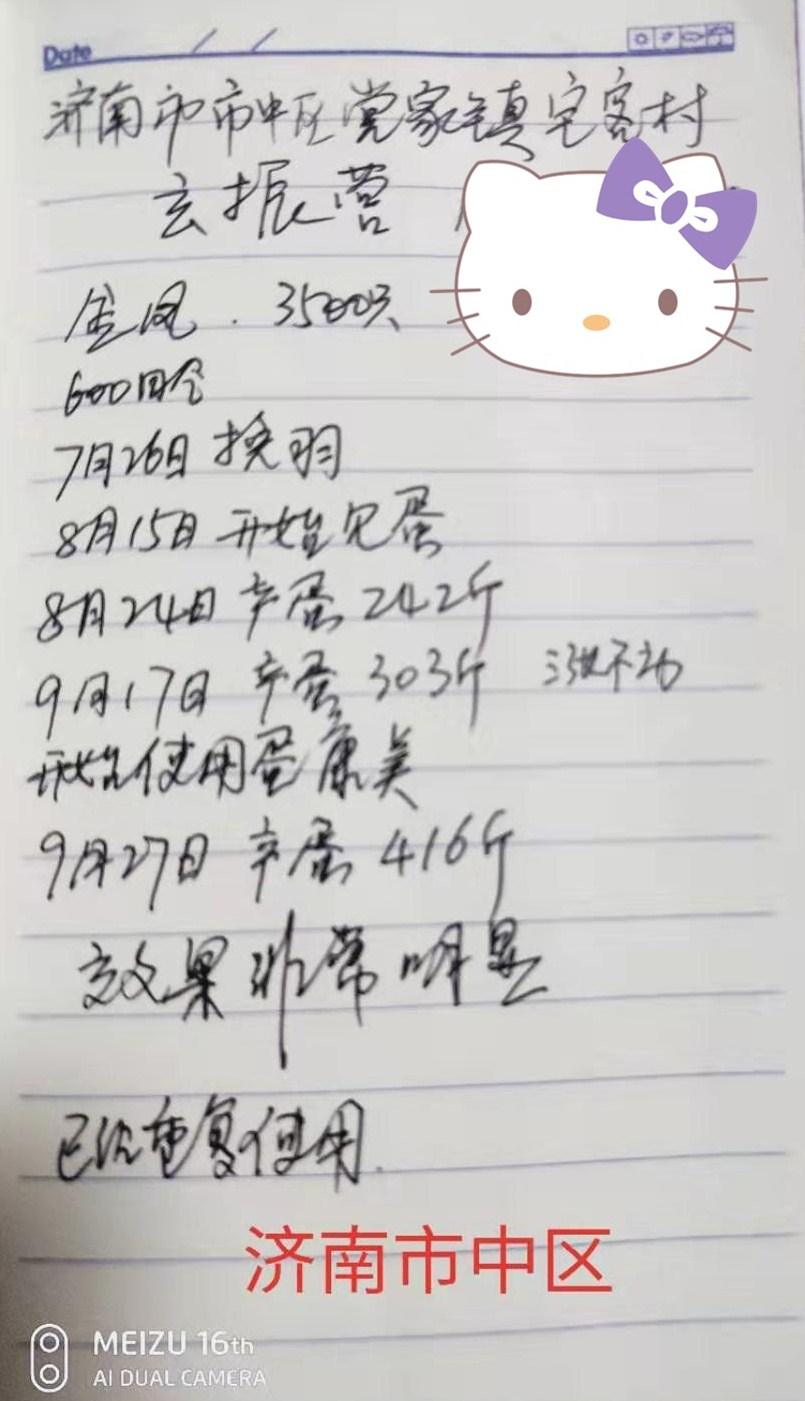 Date
济南市市中区党家镇宅客村
玄振营
金凤．3500只
600日令
7月26日 换羽
8月15日 开始见蛋
8月24日 产蛋 242斤
9月17日 产蛋 303斤 涨不动
开始使用蛋康美
9月27日 产蛋 416斤
效果非常明显
已经重复使用.
济南市中区
MEIZU 16th
AI DUAL CAMERA